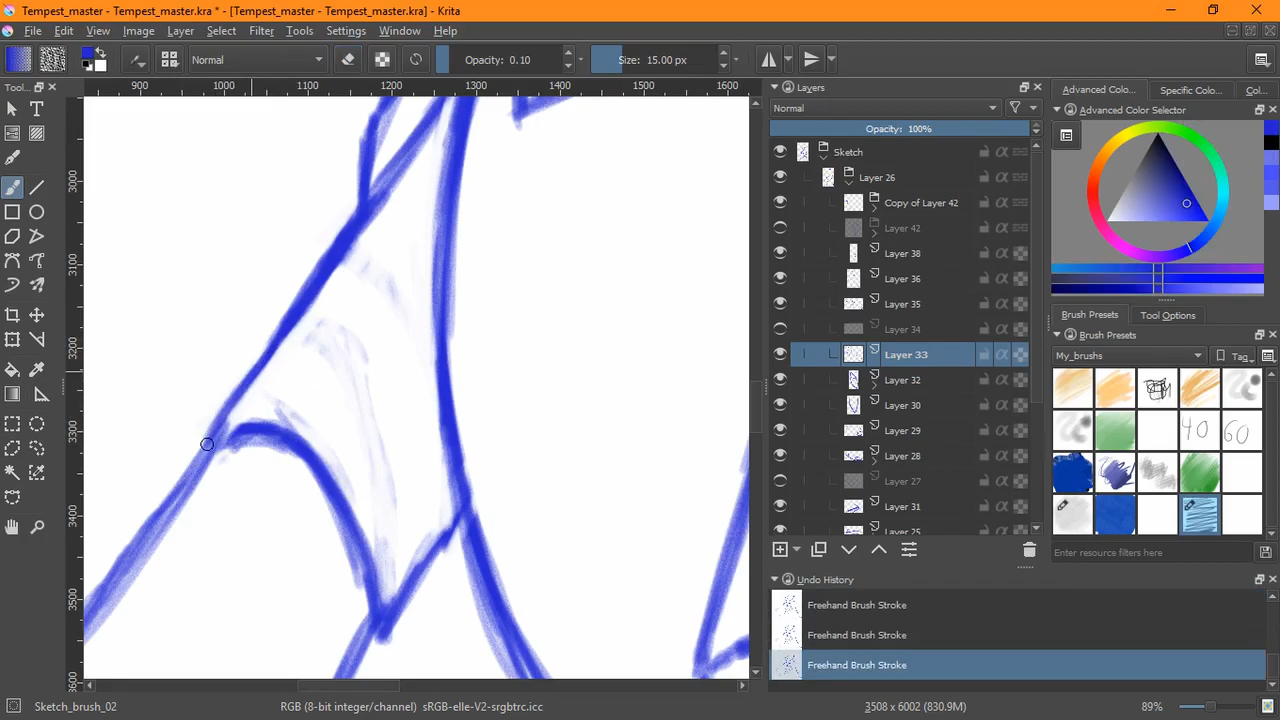 Tempest_master - Tempest_master.kra * - [Tempest_master - Tempest_master.kra] - Krita
File Edit View Image Layer Select Filter Tools Settings Window Help
Normal Opacity: 0.10 Size: 15.00 px
Tool... 900 1000 1100 1200 1300 1400 1500 1600
3000
3100
3200
3300
3400
3500
3600
Layers
Normal
Opacity: 100%
Sketch
Layer 26
Copy of Layer 42
Layer 42
Layer 38
Layer 36
Layer 35
Layer 34
Layer 33
Layer 32
Layer 30
Layer 29
Layer 28
Layer 27
Layer 31
Layer 25
Undo History
Freehand Brush Stroke
Freehand Brush Stroke
Freehand Brush Stroke
Advanced Colo... Specific Colo... Co...
Advanced Color Selector
Brush Presets Tool Options
Brush Presets
My_brushs Tag
40 60
Enter resource filters here
Sketch_brush_02 RGB (8-bit integer/channel) sRGB-elle-V2-srgbtrc.icc 3508 x 6002 (830.9M) 89%